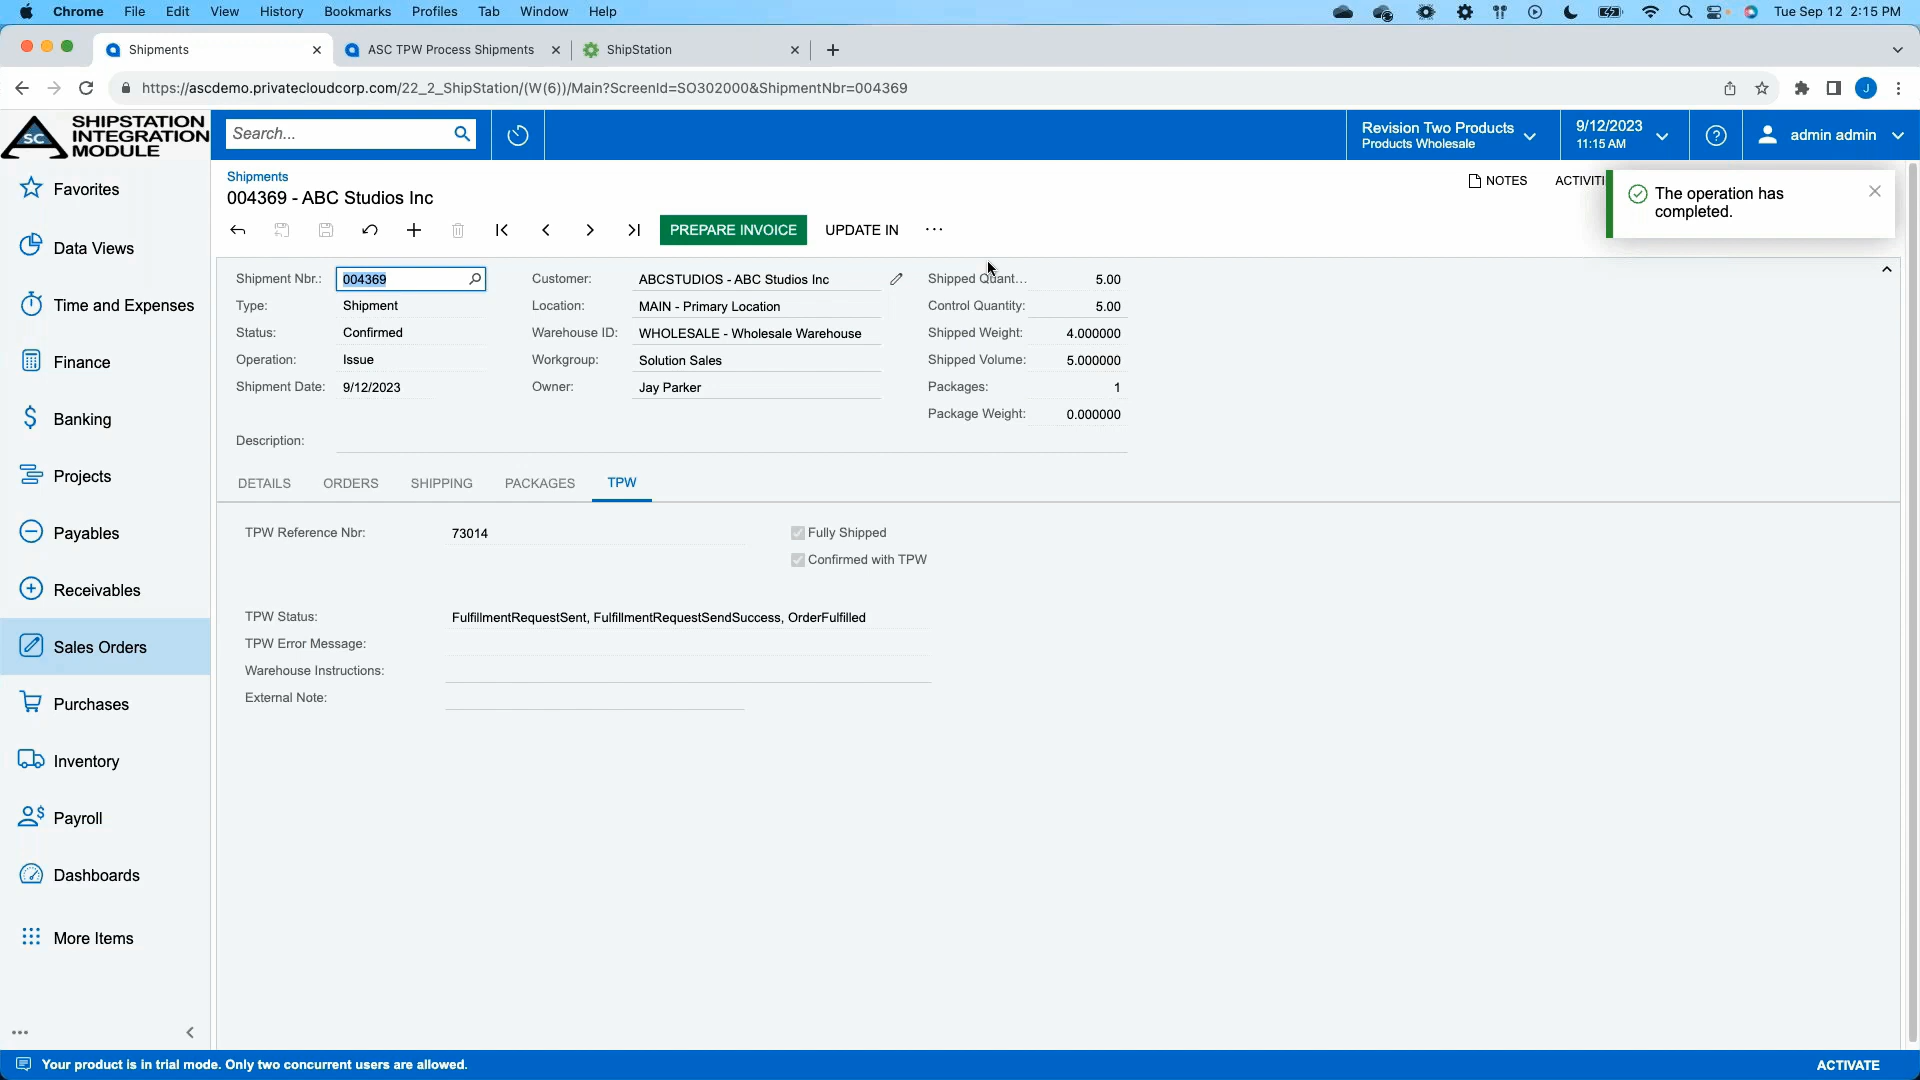 Chrome File Edit View History Bookmarks Profiles Tab Window Help Tue Sep 12 2:15 PM
Shipments ASC TPW Process Shipments ShipStation
https://ascdemo.privatecloudcorp.com/22_2_ShipStation/(W(6))/Main?ScreenId=SO302000&ShipmentNbr=004369 J
SC SHIPSTATION
INTEGRATION
MODULE
Search...
Revision Two Products
Products Wholesale
9/12/2023
11:15 AM
admin admin
Favorites
Data Views
Time and Expenses
Finance
Banking
Projects
Payables
Receivables
Sales Orders
Purchases
Inventory
Payroll
Dashboards
More Items
Shipments
004369 - ABC Studios Inc
NOTES ACTIVITI
The operation has
completed.
PREPARE INVOICE UPDATE IN
Shipment Nbr.: 004369
Type: Shipment
Status: Confirmed
Operation: Issue
Shipment Date: 9/12/2023
Description:
Customer: ABCSTUDIOS - ABC Studios Inc
Location: MAIN - Primary Location
Warehouse ID: WHOLESALE - Wholesale Warehouse
Workgroup: Solution Sales
Owner: Jay Parker
Shipped Quant... 5.00
Control Quantity: 5.00
Shipped Weight: 4.000000
Shipped Volume: 5.000000
Packages: 1
Package Weight: 0.000000
DETAILS ORDERS SHIPPING PACKAGES TPW
TPW Reference Nbr: 73014
Fully Shipped
Confirmed with TPW
TPW Status: FulfillmentRequestSent, FulfillmentRequestSendSuccess, OrderFulfilled
TPW Error Message:
Warehouse Instructions:
External Note:
Your product is in trial mode. Only two concurrent users are allowed. ACTIVATE